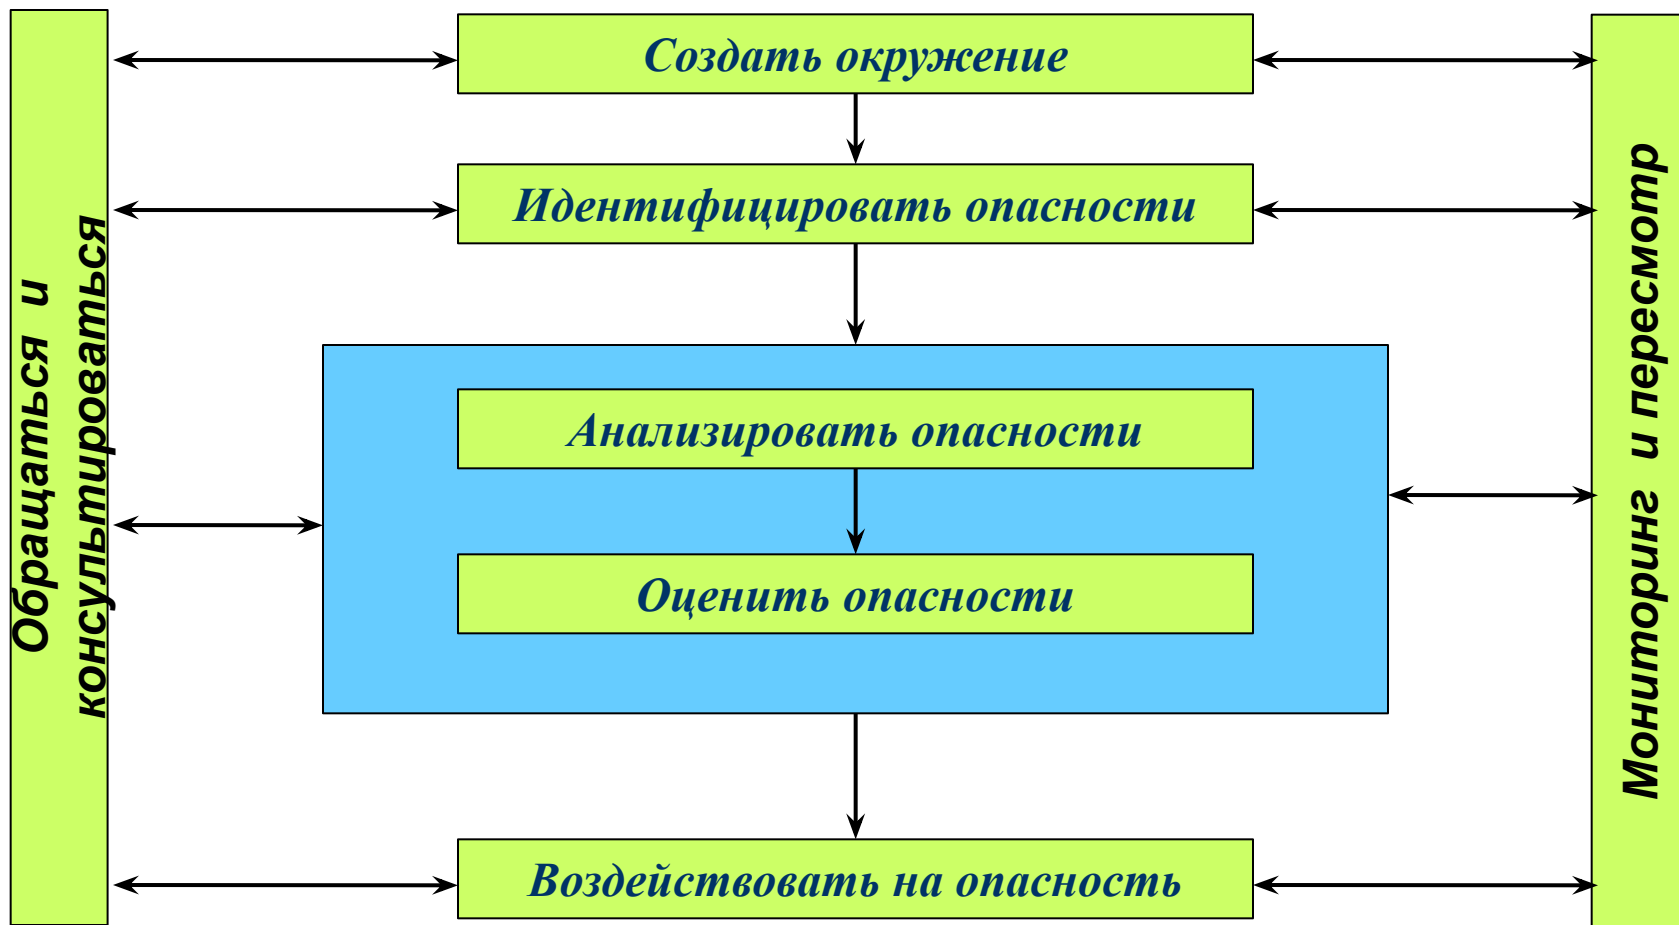 Создать окружение
Идентифицировать опасности
Анализировать опасности
Оценить опасности
Воздействовать на опасность
Обращаться и
консультироваться
Мониторинг и пересмотр